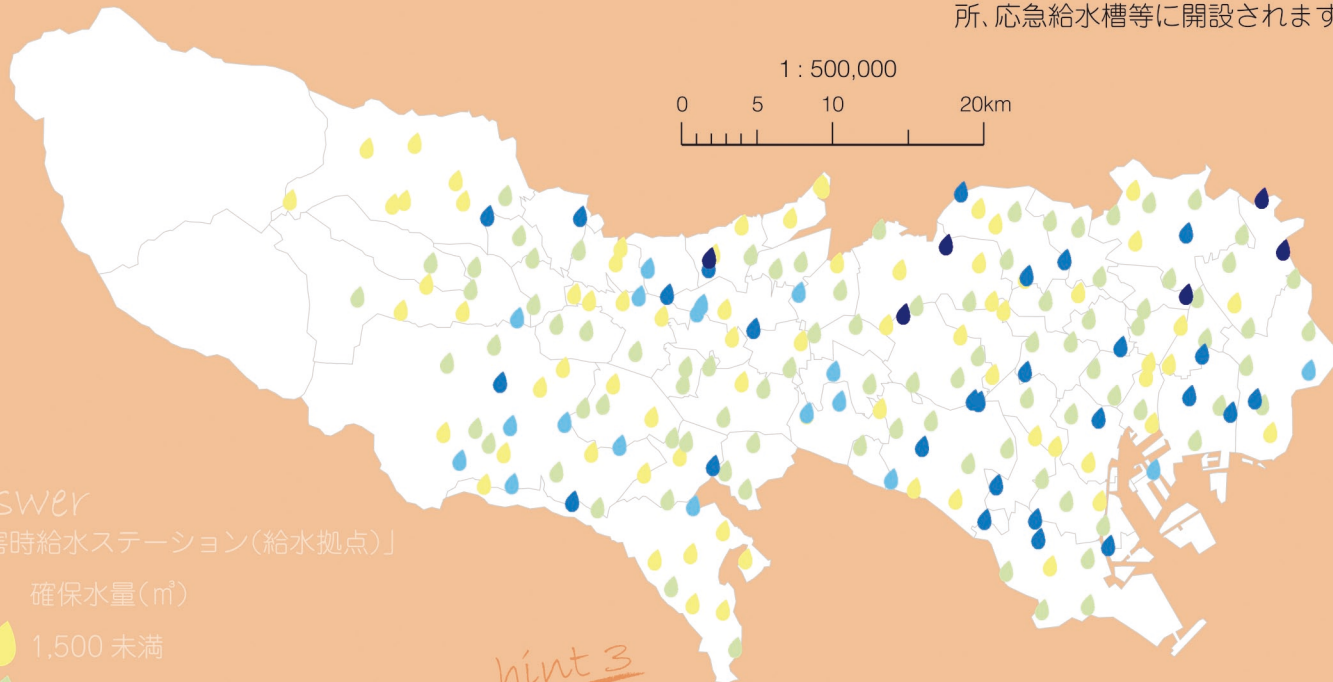 所、応急給水槽等に開設されます
1:500,000
0 5 10 20km
swer
害時給水ステーション(給水拠点)」
確保水量(㎥)
1,500 未満
hint 3